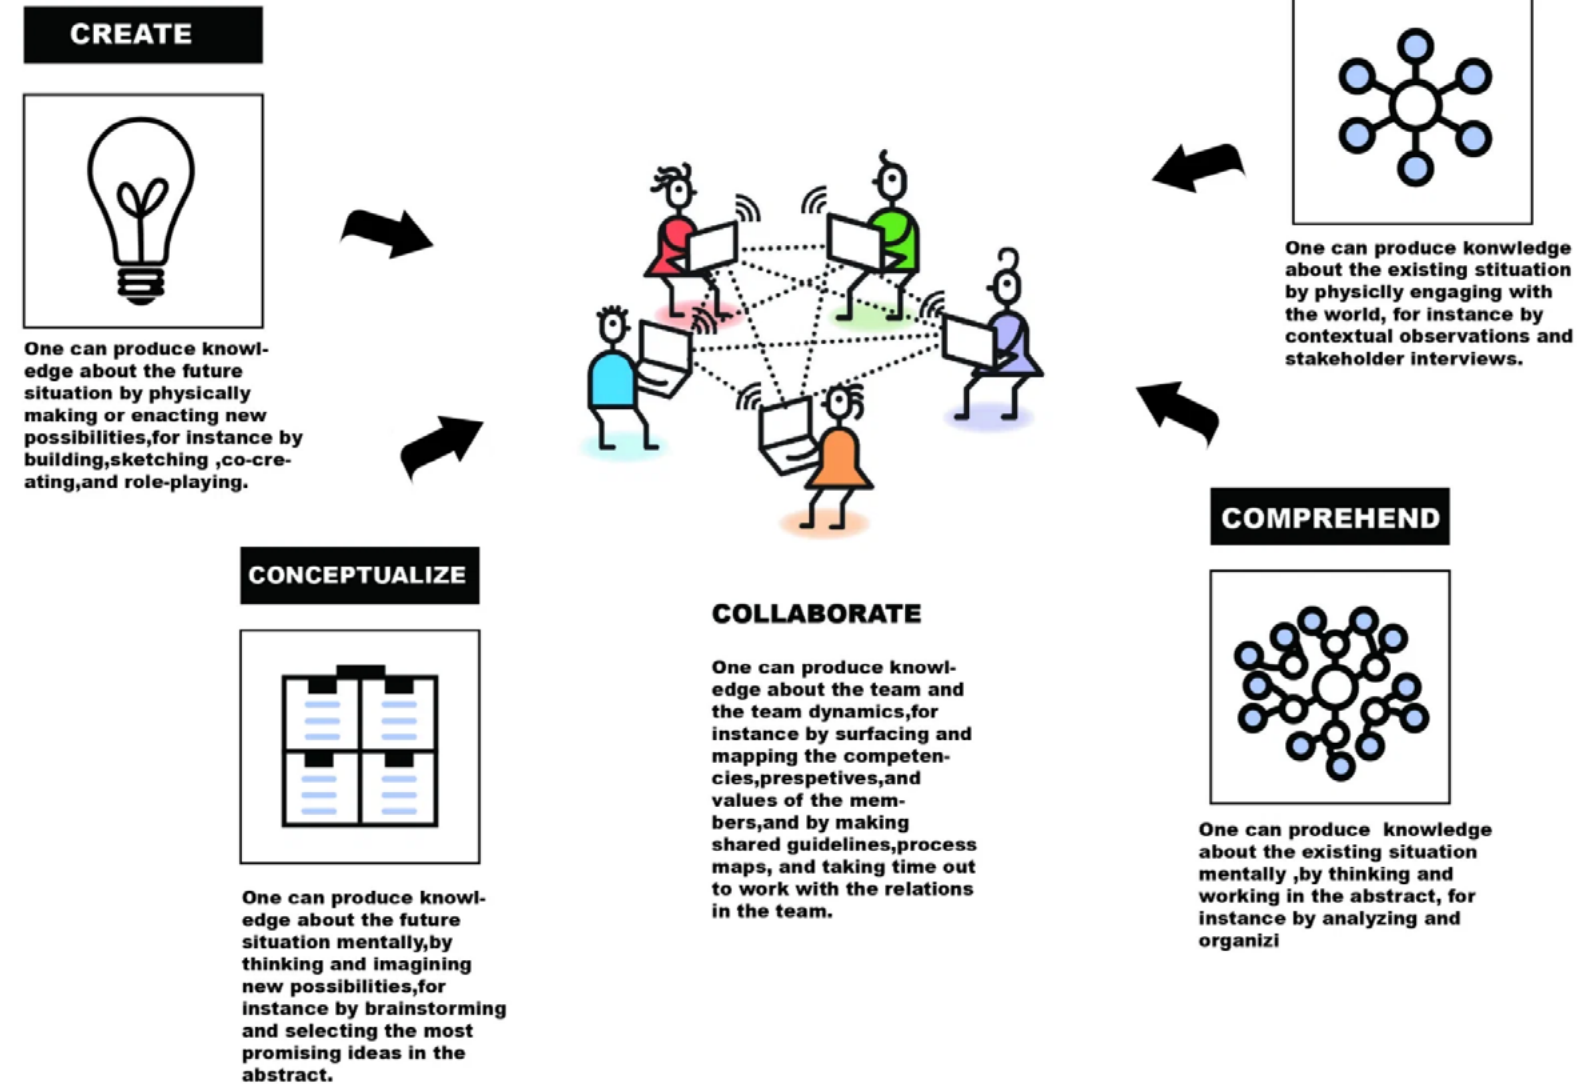 CREATE
One can produce knowl-
edge about the future
situation by physically
making or enacting new
possibilities,for instance by
building,sketching ,co-cre-
ating,and role-playing.
CONCEPTUALIZE
One can produce knowl-
edge about the future
situation mentally,by
thinking and imagining
new possibilities,for
instance by brainstorming
and selecting the most
promising ideas in the
abstract.
COLLABORATE
One can produce knowl-
edge about the team and
the team dynamics,for
instance by surfacing and
mapping the competen-
cies,prespetives,and
values of the mem-
bers,and by making
shared guidelines,process
maps, and taking time out
to work with the relations
in the team.
One can produce konwledge
about the existing stituation
by physiclly engaging with
the world, for instance by
contextual observations and
stakeholder interviews.
COMPREHEND
One can produce  knowledge
about the existing situation
mentally ,by thinking and
working in the abstract, for
instance by analyzing and
organizi